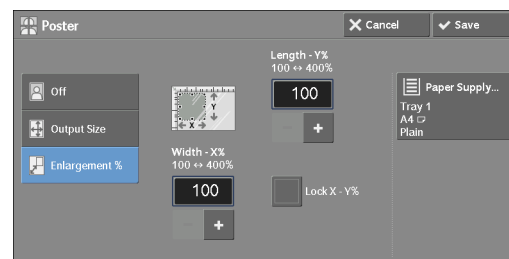 Poster
Cancel
Save
Off
Output Size
Enlargement %
Y
X
Length - Y%
100 ↔ 400%
100
- +
Width - X%
100 ↔ 400%
100
- +
Lock X - Y%
Paper Supply...
Tray 1
A4
Plain